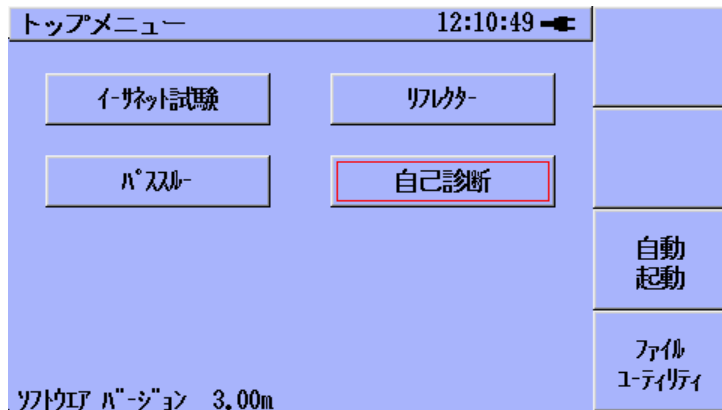 トップメニュー 12:10:49
ｲｰｻﾈｯﾄ試験 ﾘﾌﾚｸﾀｰ
ﾊﾟｽｽﾙｰ 自己診断
自動
起動
ﾌｧｲﾙ
ﾕｰﾃｨﾘﾃｨ
ｿﾌﾄｳｴｱ ﾊﾞｰｼﾞｮﾝ 3.00m